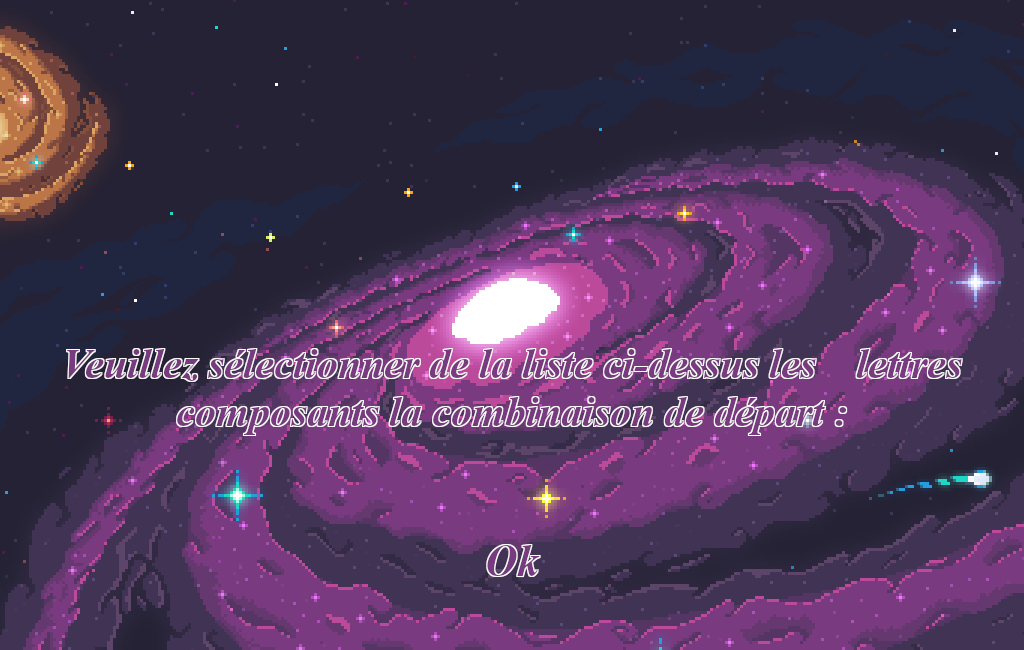 Veuillez sélectionner de la liste ci-dessus les    lettres
composants la combinaison de départ :
Ok